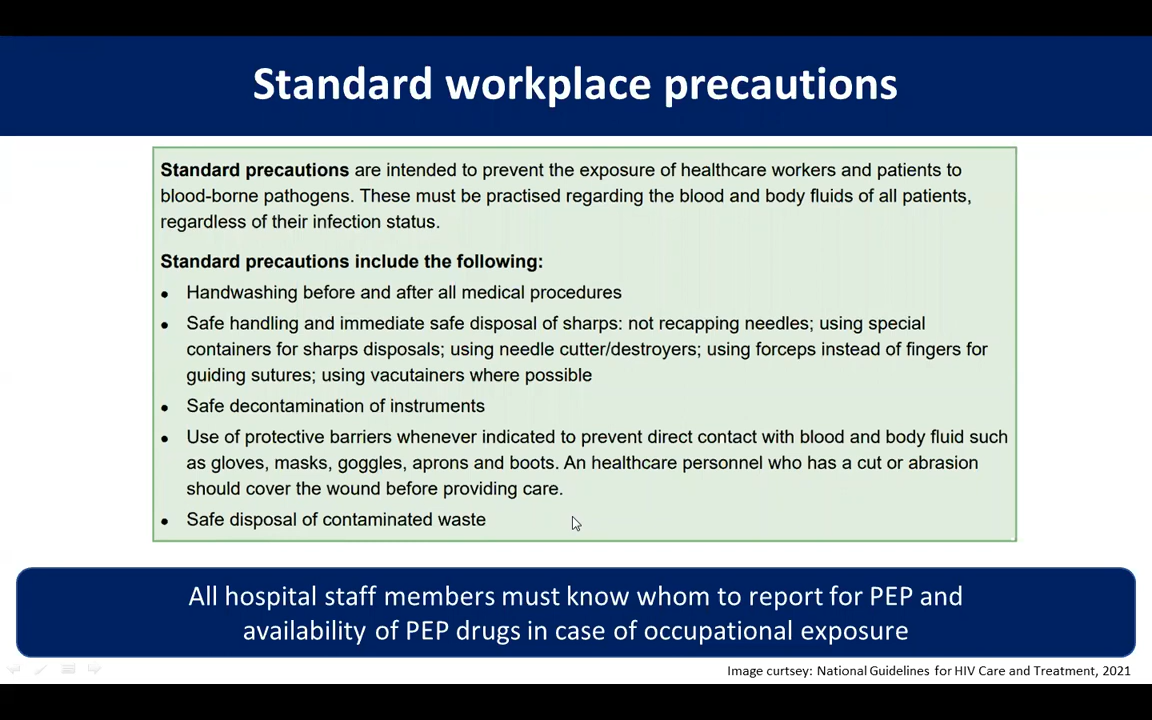 Standard workplace precautions
Standard precautions are intended to prevent the exposure of healthcare workers and patients to
blood-borne pathogens. These must be practised regarding the blood and body fluids of all patients,
regardless of their infection status.
Standard precautions include the following:
• Handwashing before and after all medical procedures
• Safe handling and immediate safe disposal of sharps: not recapping needles; using special
containers for sharps disposals; using needle cutter/destroyers; using forceps instead of fingers for
guiding sutures; using vacutainers where possible
• Safe decontamination of instruments
• Use of protective barriers whenever indicated to prevent direct contact with blood and body fluid such
as gloves, masks, goggles, aprons and boots. An healthcare personnel who has a cut or abrasion
should cover the wound before providing care.
• Safe disposal of contaminated waste
All hospital staff members must know whom to report for PEP and
availability of PEP drugs in case of occupational exposure
Image curtsey: National Guidelines for HIV Care and Treatment, 2021